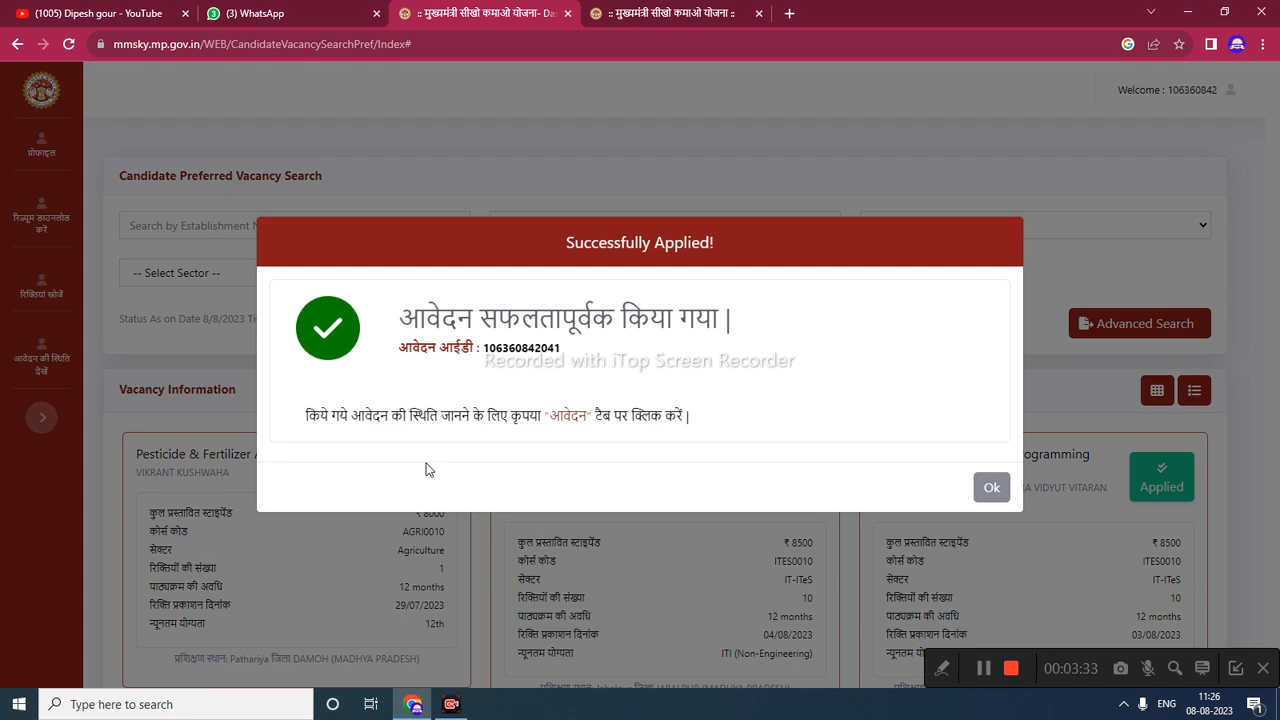 (1005) Dipesh gour - YouTube
(3) WhatsApp
:: मुख्यमंत्री सीखो कमाओ योजना- Da
:: मुख्यमंत्री सीखो कमाओ योजना ::
mmsky.mp.gov.in/WEB/CandidateVacancySearchPref/Index#
Welcome : 106360842
प्रोफाइल
रिज्यूम डाउनलोड
करें
रिक्तियां खोजें
आवेदन की स्थिति
देखें
Candidate Preferred Vacancy Search
Search by Establishment
-- Select Sector --
Status As on Date 8/8/2023
Advanced Search
Successfully Applied!
आवेदन सफलतापूर्वक किया गया |
आवेदन आईडी : 106360842041
Recorded with iTop Screen Recorder
किये गये आवेदन की स्थिति जानने के लिए कृपया "आवेदन" टैब पर क्लिक करें |
Ok
Vacancy Information
Pesticide & Fertilizer
VIKRANT KUSHWAHA
कुल प्रस्तावित स्टाइपेंड ₹ 8000
कोर्स कोड AGRI0010
सेक्टर Agriculture
रिक्तियों की संख्या 1
पाठ्यक्रम की अवधि 12 months
रिक्ति प्रकाशन दिनांक 29/07/2023
न्यूनतम योग्यता 12th
प्रशिक्षण स्थान: Pathariya जिला DAMOH (MADHYA PRADESH)
कुल प्रस्तावित स्टाइपेंड ₹ 8500
कोर्स कोड ITES0010
सेक्टर IT-ITeS
रिक्तियों की संख्या 10
पाठ्यक्रम की अवधि 12 months
रिक्ति प्रकाशन दिनांक 04/08/2023
न्यूनतम योग्यता ITI (Non-Engineering)
VIDYUT VITARAN
Applied
कुल प्रस्तावित स्टाइपेंड ₹ 8500
कोर्स कोड ITES0010
सेक्टर IT-ITeS
रिक्तियों की संख्या 10
पाठ्यक्रम की अवधि 12 months
रिक्ति प्रकाशन दिनांक 03/08/2023
00:03:33
Type here to search
11:26
08-08-2023